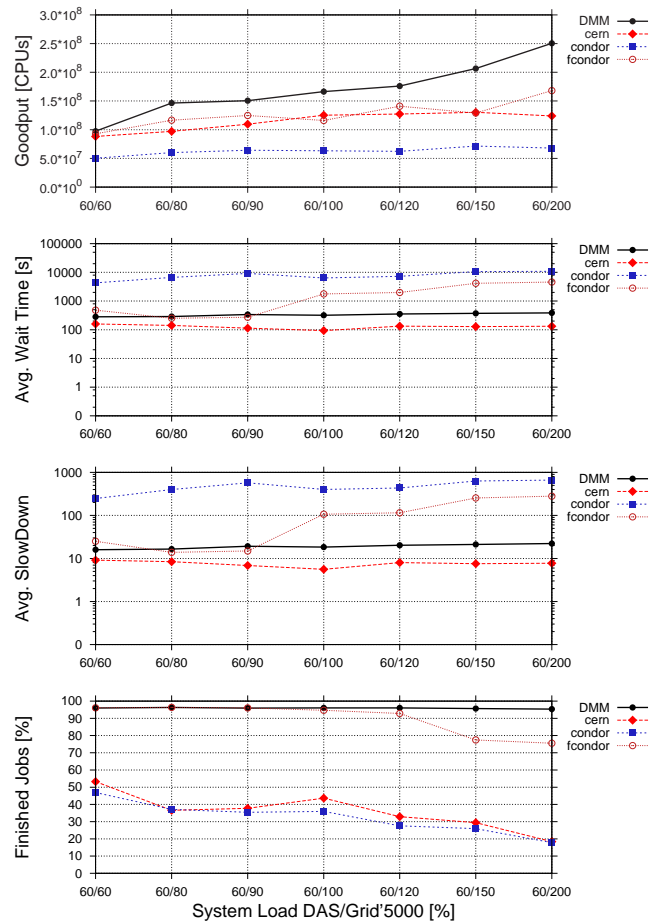 Goodput [CPUs]
3.0*10^8
2.5*10^8
2.0*10^8
1.5*10^8
1.0*10^8
5.0*10^7
0.0*10^0
60/60 60/80 60/90 60/100 60/120 60/150 60/200
DMM
cern
condor
fcondor
Avg. Wait Time [s]
100000
10000
1000
100
10
1
0
60/60 60/80 60/90 60/100 60/120 60/150 60/200
DMM
cern
condor
fcondor
Avg. SlowDown
1000
100
10
1
0
60/60 60/80 60/90 60/100 60/120 60/150 60/200
DMM
cern
condor
fcondor
Finished Jobs [%]
100
90
80
70
60
50
40
30
20
10
0
60/60 60/80 60/90 60/100 60/120 60/150 60/200
DMM
cern
condor
fcondor
System Load DAS/Grid'5000 [%]